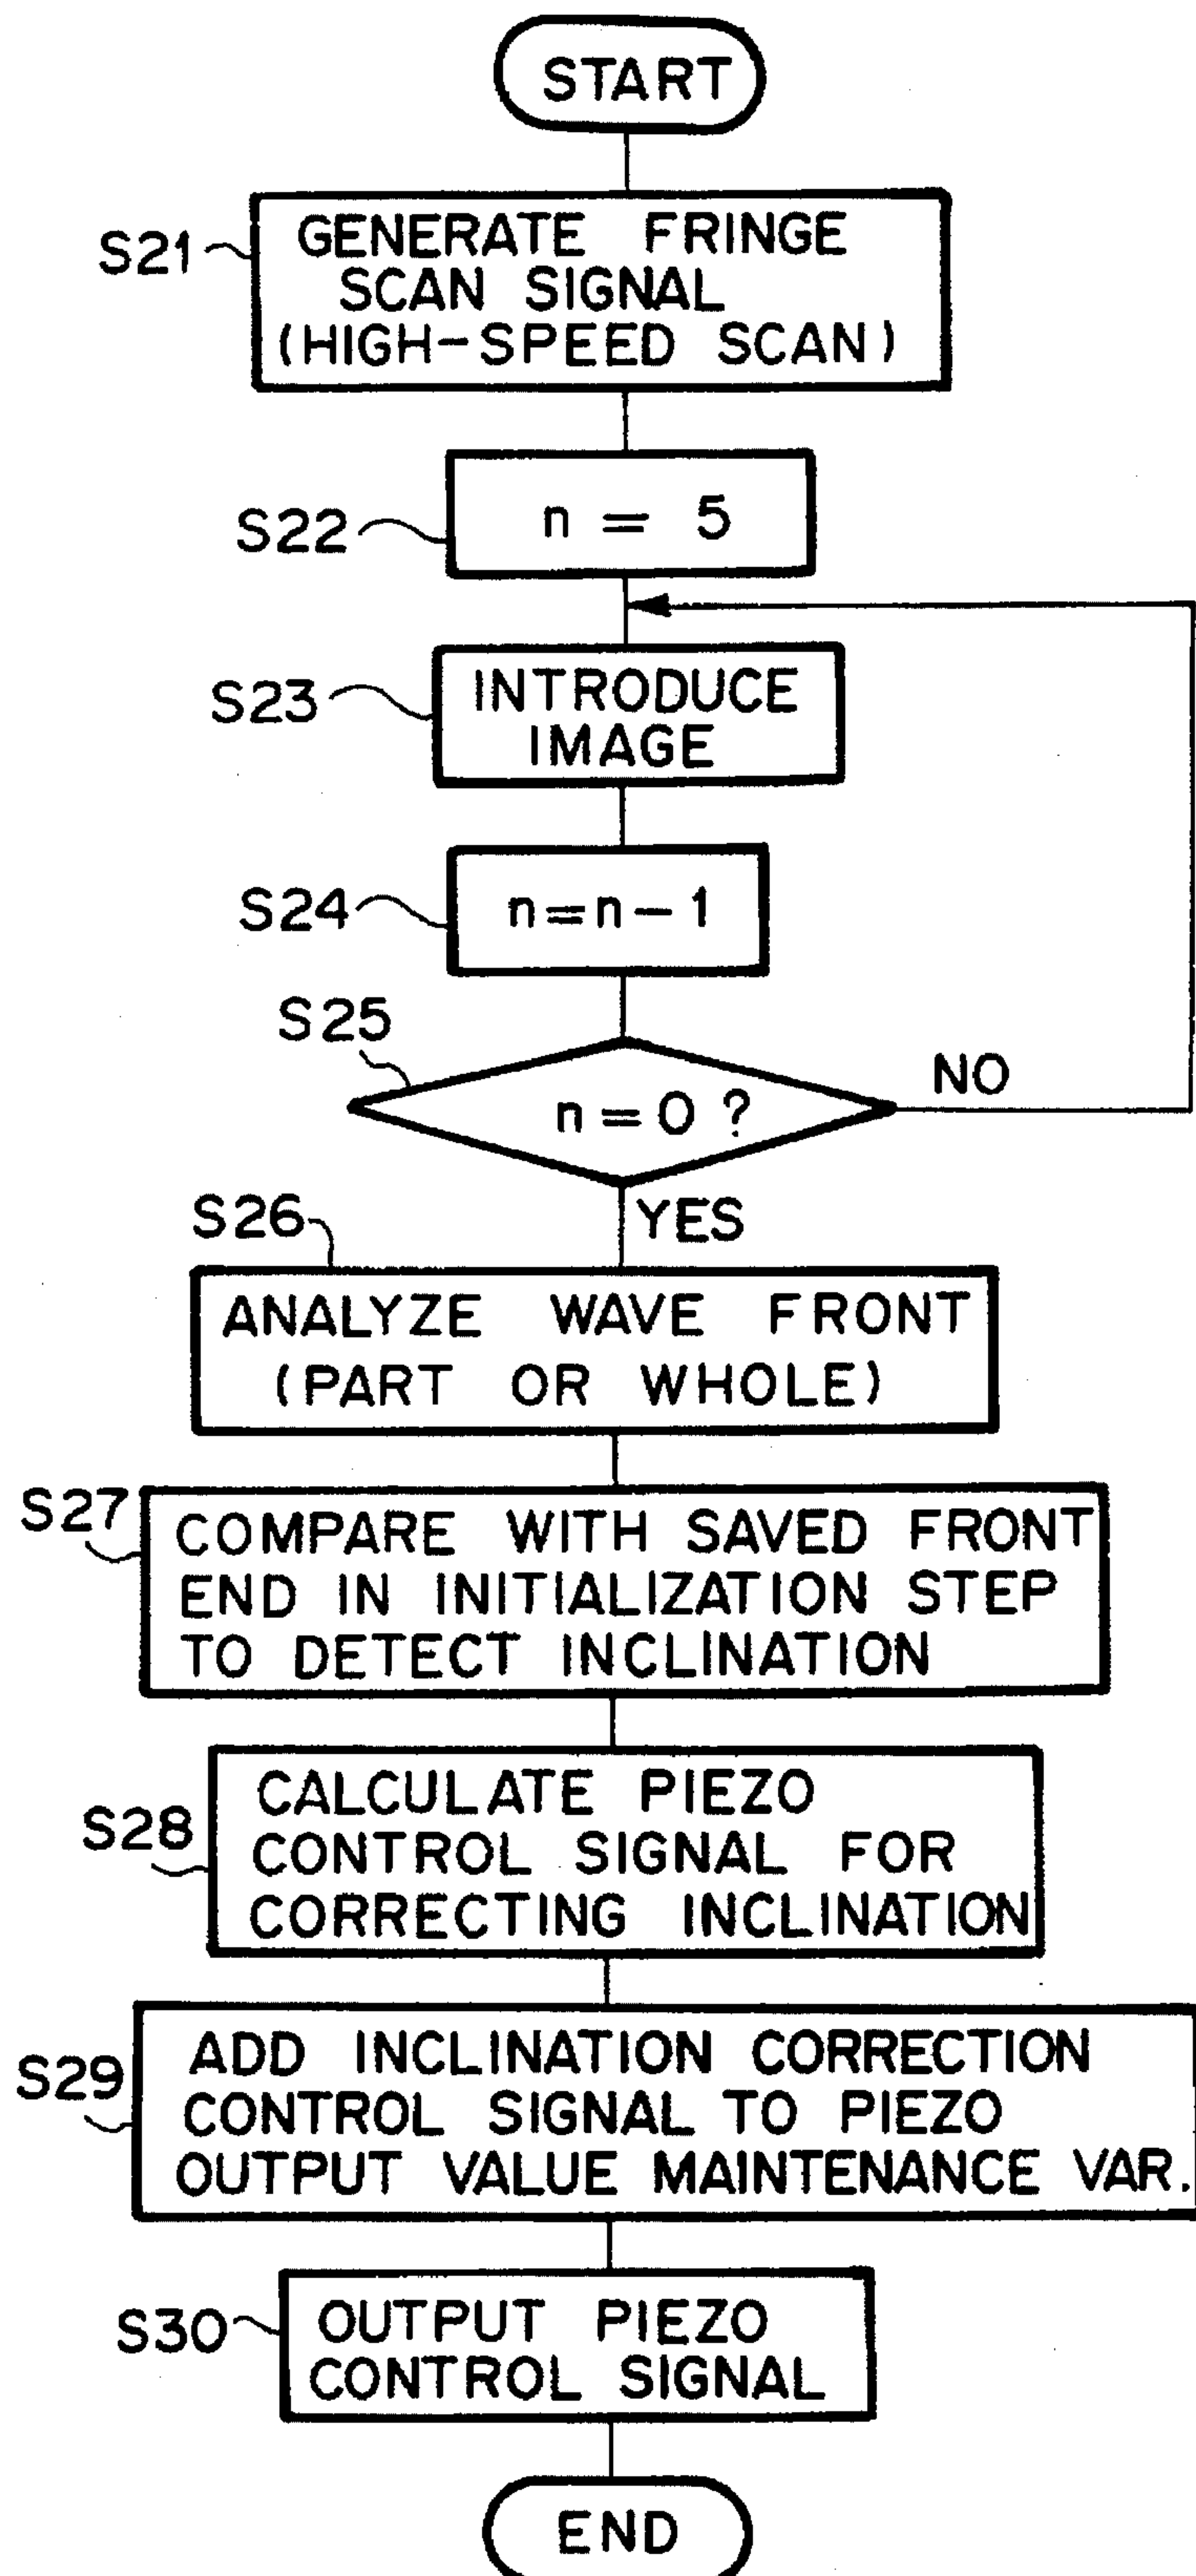 START
S21
GENERATE FRINGE
SCAN SIGNAL
(HIGH-SPEED SCAN)
S22
n = 5
S23
INTRODUCE
IMAGE
S24
n=n-1
S25
n=0 ?
NO
YES
S26
ANALYZE WAVE FRONT
(PART OR WHOLE)
S27
COMPARE WITH SAVED FRONT
END IN INITIALIZATION STEP
TO DETECT INCLINATION
S28
CALCULATE PIEZO
CONTROL SIGNAL FOR
CORRECTING INCLINATION
S29
ADD INCLINATION CORRECTION
CONTROL SIGNAL TO PIEZO
OUTPUT VALUE MAINTENANCE VAR.
S30
OUTPUT PIEZO
CONTROL SIGNAL
END